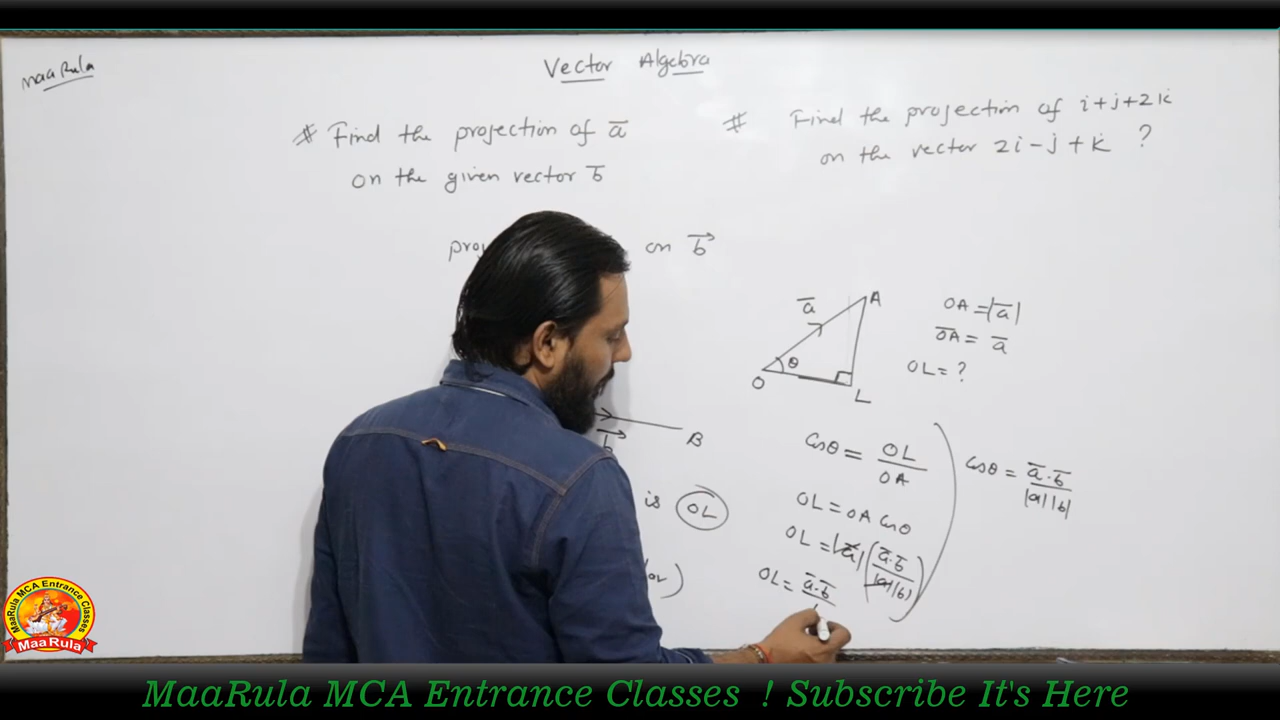 MaaRula
Vector Algebra
# Find the projection of a̅
on the given vector b̅
# Find the projection of i+j+2k
on the vector 2i-j+k ?
on b⃗
a̅
A
θ
O
L
OA = |a̅|
O̅A̅ = a̅
OL = ?
b⃗
B
is O̅L̅
Cosθ = OL / OA
OL = OA Cosθ
OL = |a̅| (a̅·b̅ / |a||b|)
OL = a̅·b̅
Cosθ = a̅·b̅ / |a||b|
MaaRula MCA Entrance Classes
MaaRula
MaaRula MCA Entrance Classes ! Subscribe It's Here